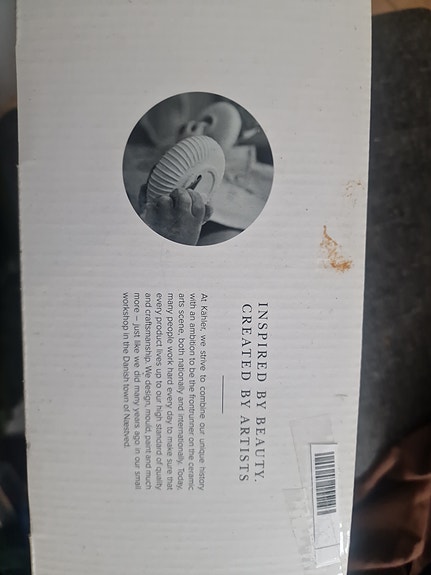 INSPIRED BY BEAUTY.
CREATED BY ARTISTS
At Kähler, we strive to combine our unique history
with an ambition to be the frontrunner on the ceramic
arts scene, both nationally and internationally. Today,
many people work hard every day to make sure that
every product lives up to our high standard of quality
and craftsmanship. We design, mould, paint and much
more – just like we did many years ago in our small
workshop in the Danish town of Næstved.